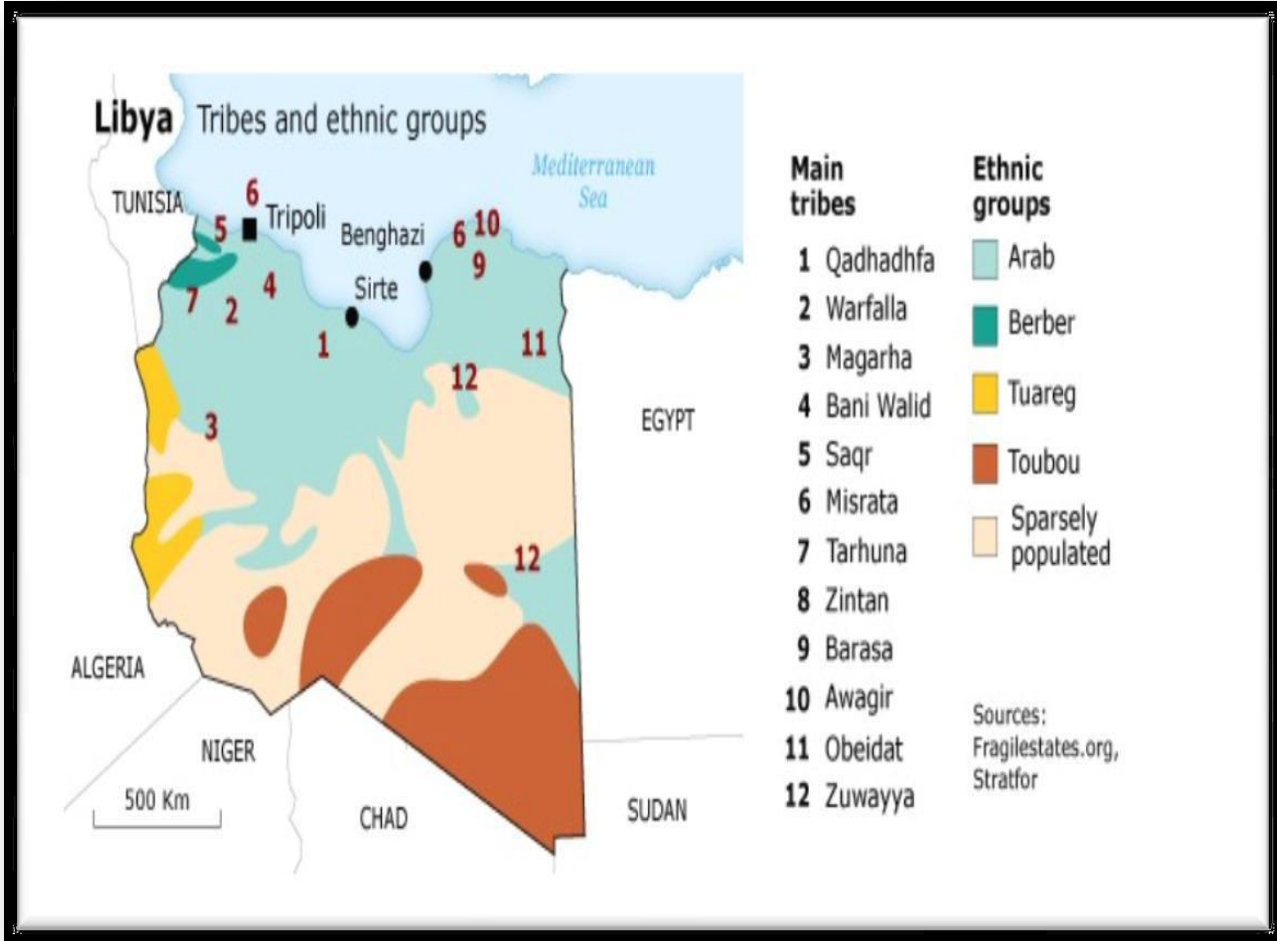 Libya Tribes and ethnic groups
Mediterranean
Sea
TUNISIA
6
5
Tripoli
Benghazi
6
10
9
Sirte
7
2
4
1
11
12
3
EGYPT
12
ALGERIA
NIGER
500 Km
CHAD
SUDAN
Main
tribes
1 Qadhadhfa
2 Warfalla
3 Magarha
4 Bani Walid
5 Saqr
6 Misrata
7 Tarhuna
8 Zintan
9 Barasa
10 Awagir
11 Obeidat
12 Zuwayya
Ethnic
groups
Arab
Berber
Tuareg
Toubou
Sparsely
populated
Sources:
Fragilestates.org,
Stratfor